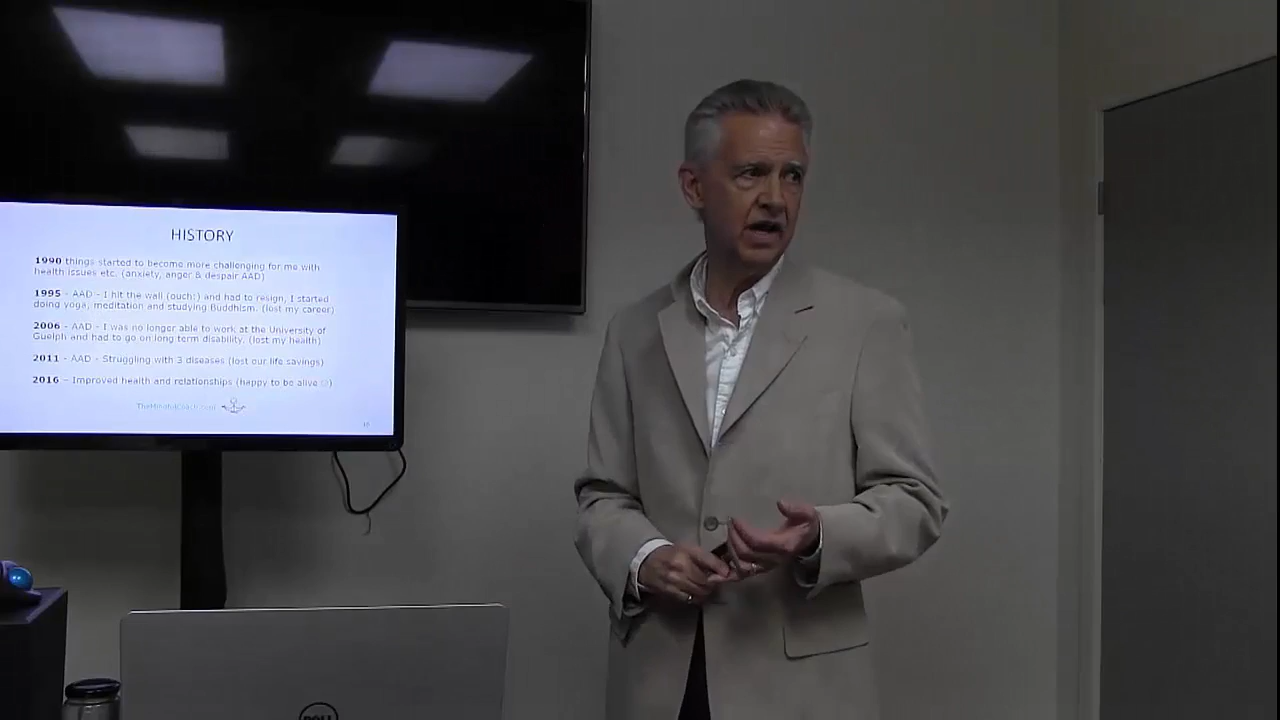 HISTORY
1990 things started to become more challenging for me with
health issues etc. (anxiety, anger & despair AAD)
1995 - AAD - I hit the wall (ouch!) and had to resign, I started
doing yoga, meditation and studying Buddhism. (lost my career)
2006 - AAD - I was no longer able to work at the University of
Guelph and had to go on long term disability. (lost my health)
2011 - AAD - Struggling with 3 diseases (lost our life savings)
2016 - Improved health and relationships (happy to be alive ☺)
TheMindfulCoach.com
DELL